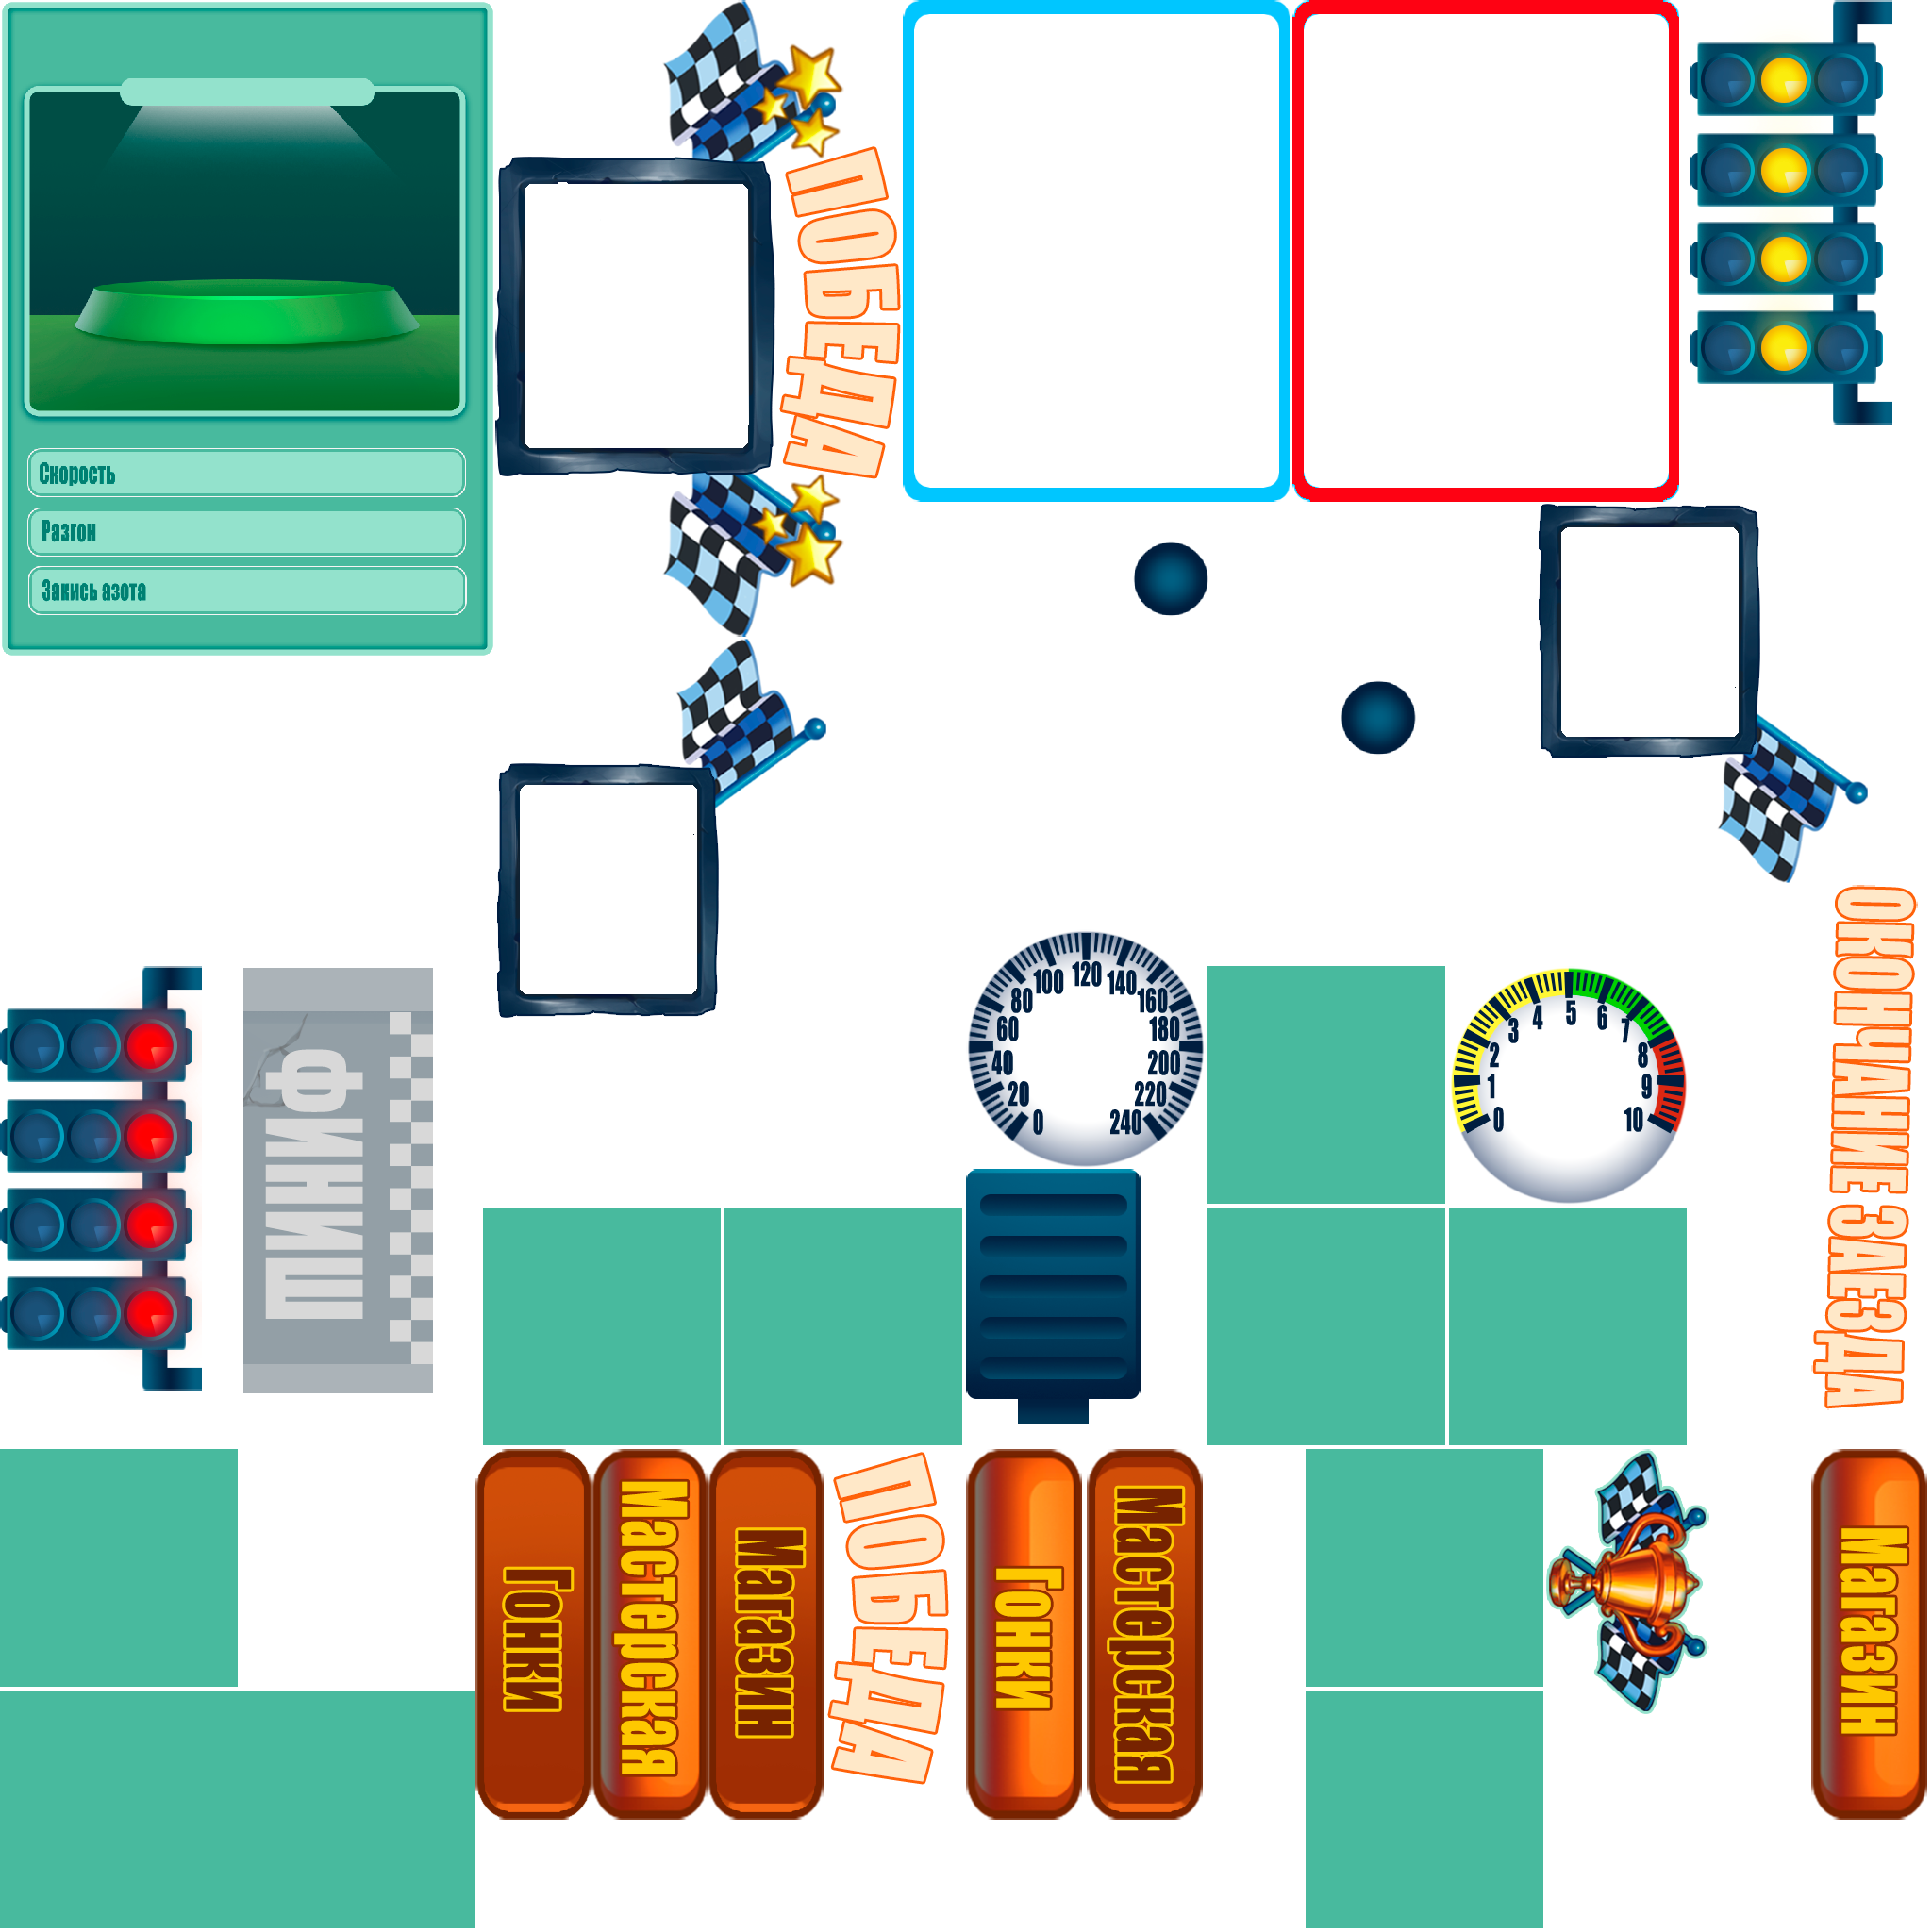 ПОБЕДА
Скорость
Разгон
Закись азота
ОКОНЧАНИЕ ЗАЕЗДА
ФИНИШ
0 20 40 60 80 100 120 140 160 180 200 220 240
0 1 2 3 4 5 6 7 8 9 10
Гонки
Мастерская
Магазин
ПОБЕДА
Гонки
Мастерская
Магазин